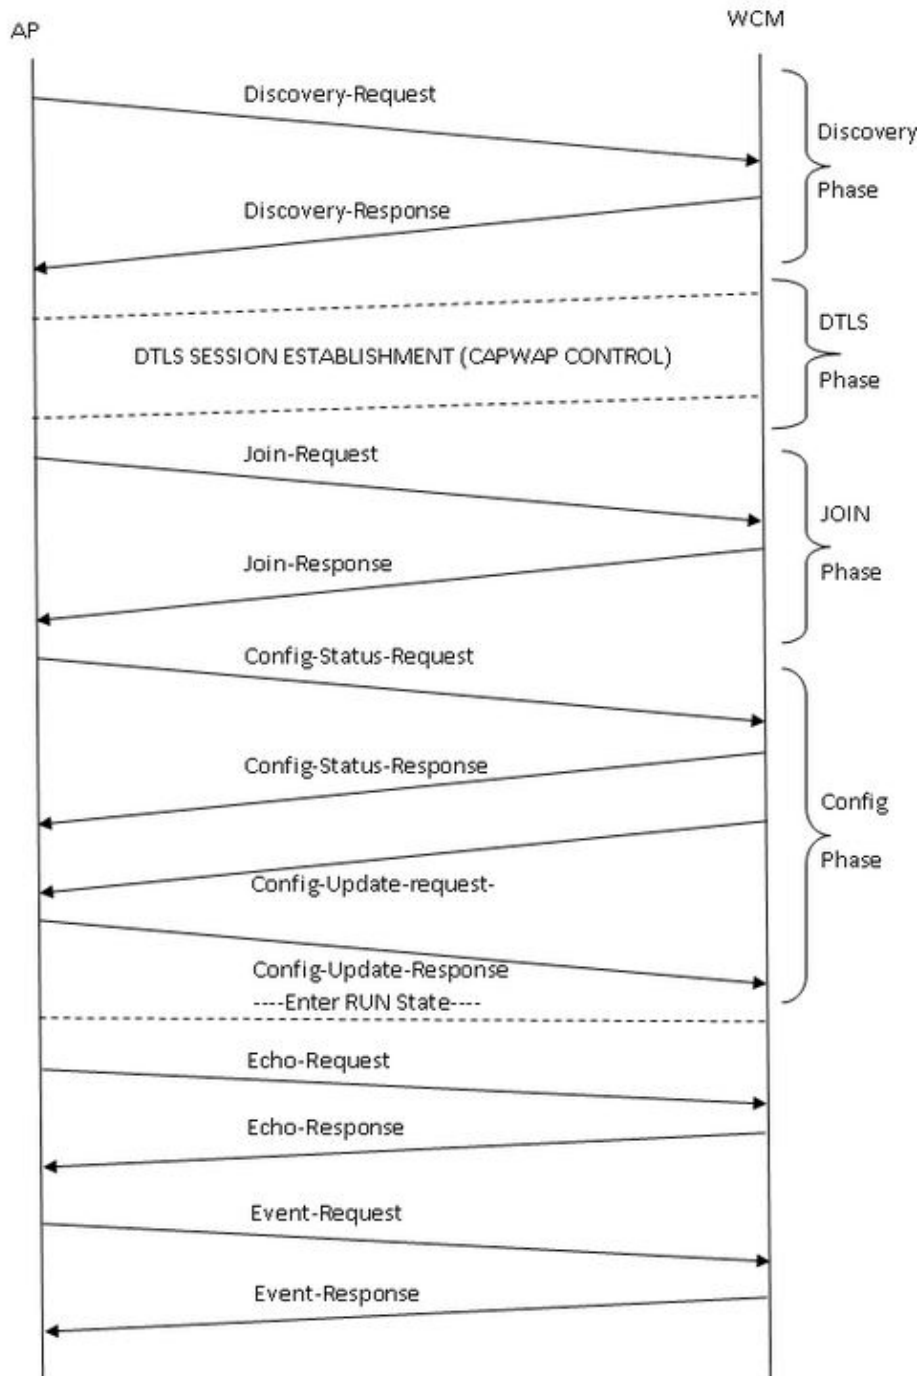 AP
WCM
Discovery-Request
Discovery
Phase
Discovery-Response
DTLS
DTLS SESSION ESTABLISHMENT (CAPWAP CONTROL)
Phase
Join-Request
JOIN
Join-Response
Phase
Config-Status-Request
Config-Status-Response
Config
Phase
Config-Update-request-
Config-Update-Response
----Enter RUN State----
Echo-Request
Echo-Response
Event-Request
Event-Response